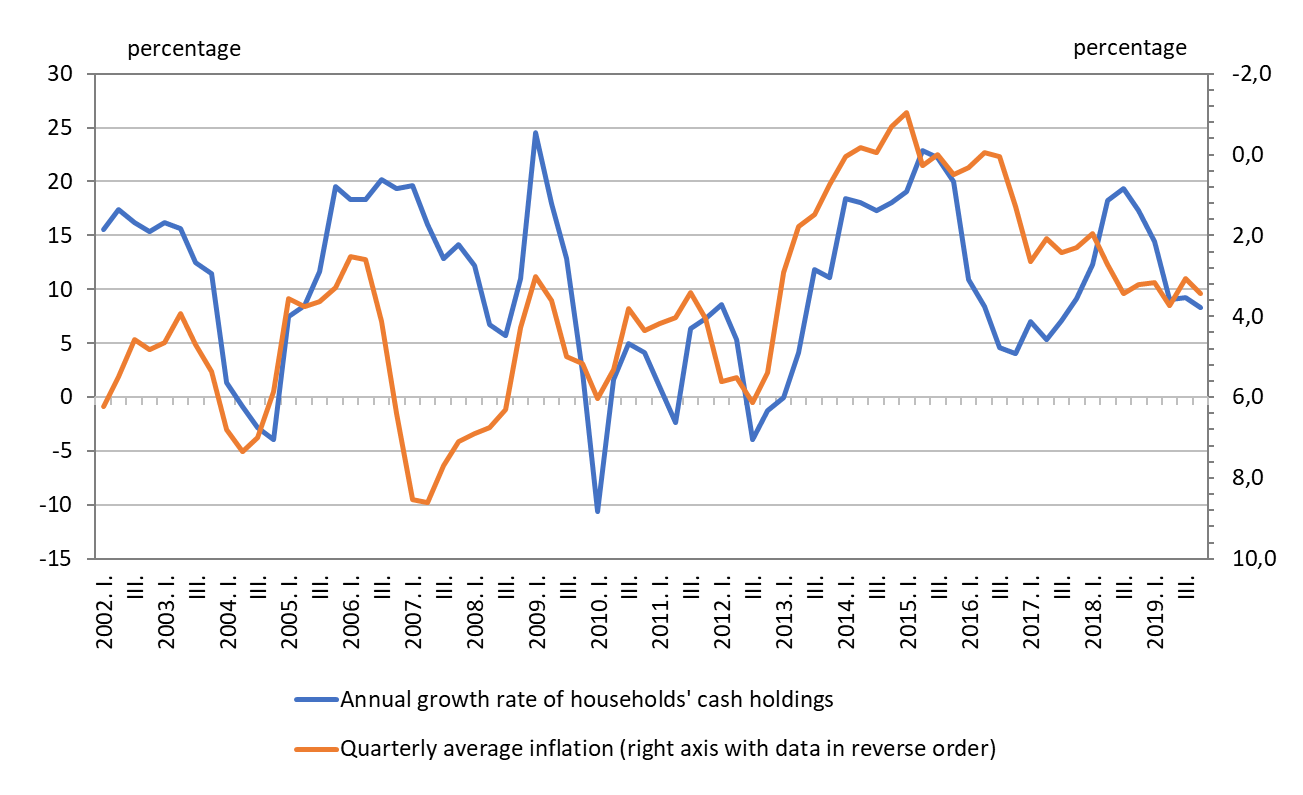 percentage
percentage
30
25
20
15
10
5
0
-5
-10
-15
-2,0
0,0
2,0
4,0
6,0
8,0
10,0
2002. I.
III.
2003. I.
III.
2004. I.
III.
2005. I.
III.
2006. I.
III.
2007. I.
III.
2008. I.
III.
2009. I.
III.
2010. I.
III.
2011. I.
III.
2012. I.
III.
2013. I.
III.
2014. I.
III.
2015. I.
III.
2016. I.
III.
2017. I.
III.
2018. I.
III.
2019. I.
III.
Annual growth rate of households' cash holdings
Quarterly average inflation (right axis with data in reverse order)